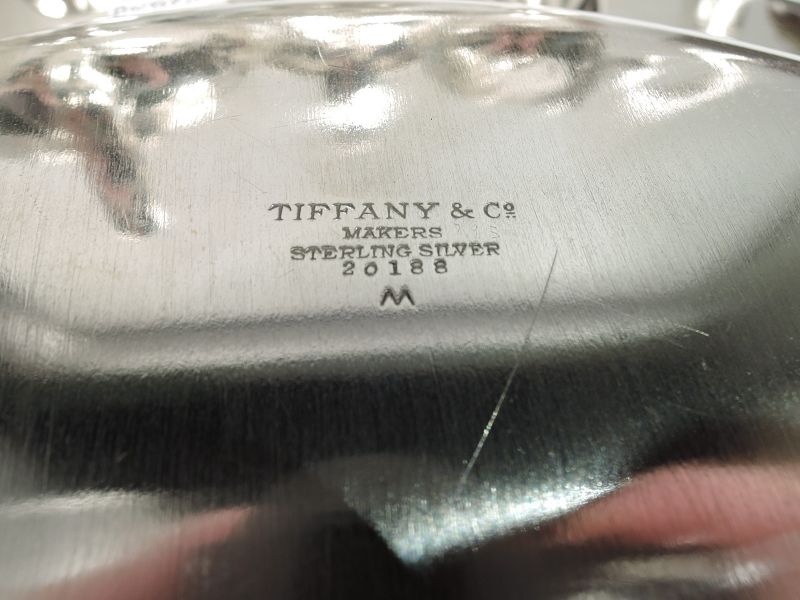 TIFFANY & Cº
MAKERS
STERLING SILVER
20188
M